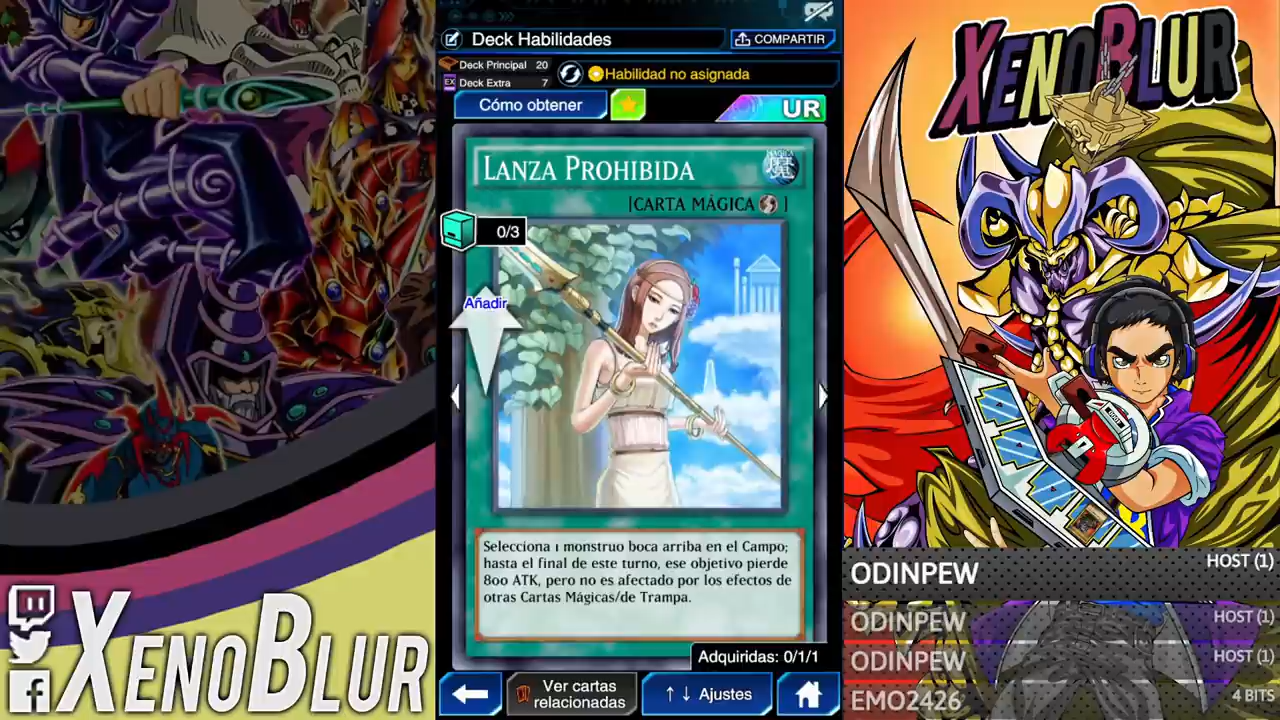 Deck Habilidades
COMPARTIR
Deck Principal 20
EX Deck Extra 7
Habilidad no asignada
Cómo obtener
UR
LANZA PROHIBIDA
MÁGICA
魔
[CARTA MÁGICA ]
0/3
Añadir
Selecciona 1 monstruo boca arriba en el Campo;
hasta el final de este turno, ese objetivo pierde
800 ATK, pero no es afectado por los efectos de
otras Cartas Mágicas/de Trampa.
Adquiridas: 0/1/1
Ver cartas
relacionadas
↑↓ Ajustes
XENOBLUR
XENOBLUR
ODINPEW HOST (1)
ODINPEW HOST (1)
ODINPEW HOST (1)
EMO2426 4 BITS